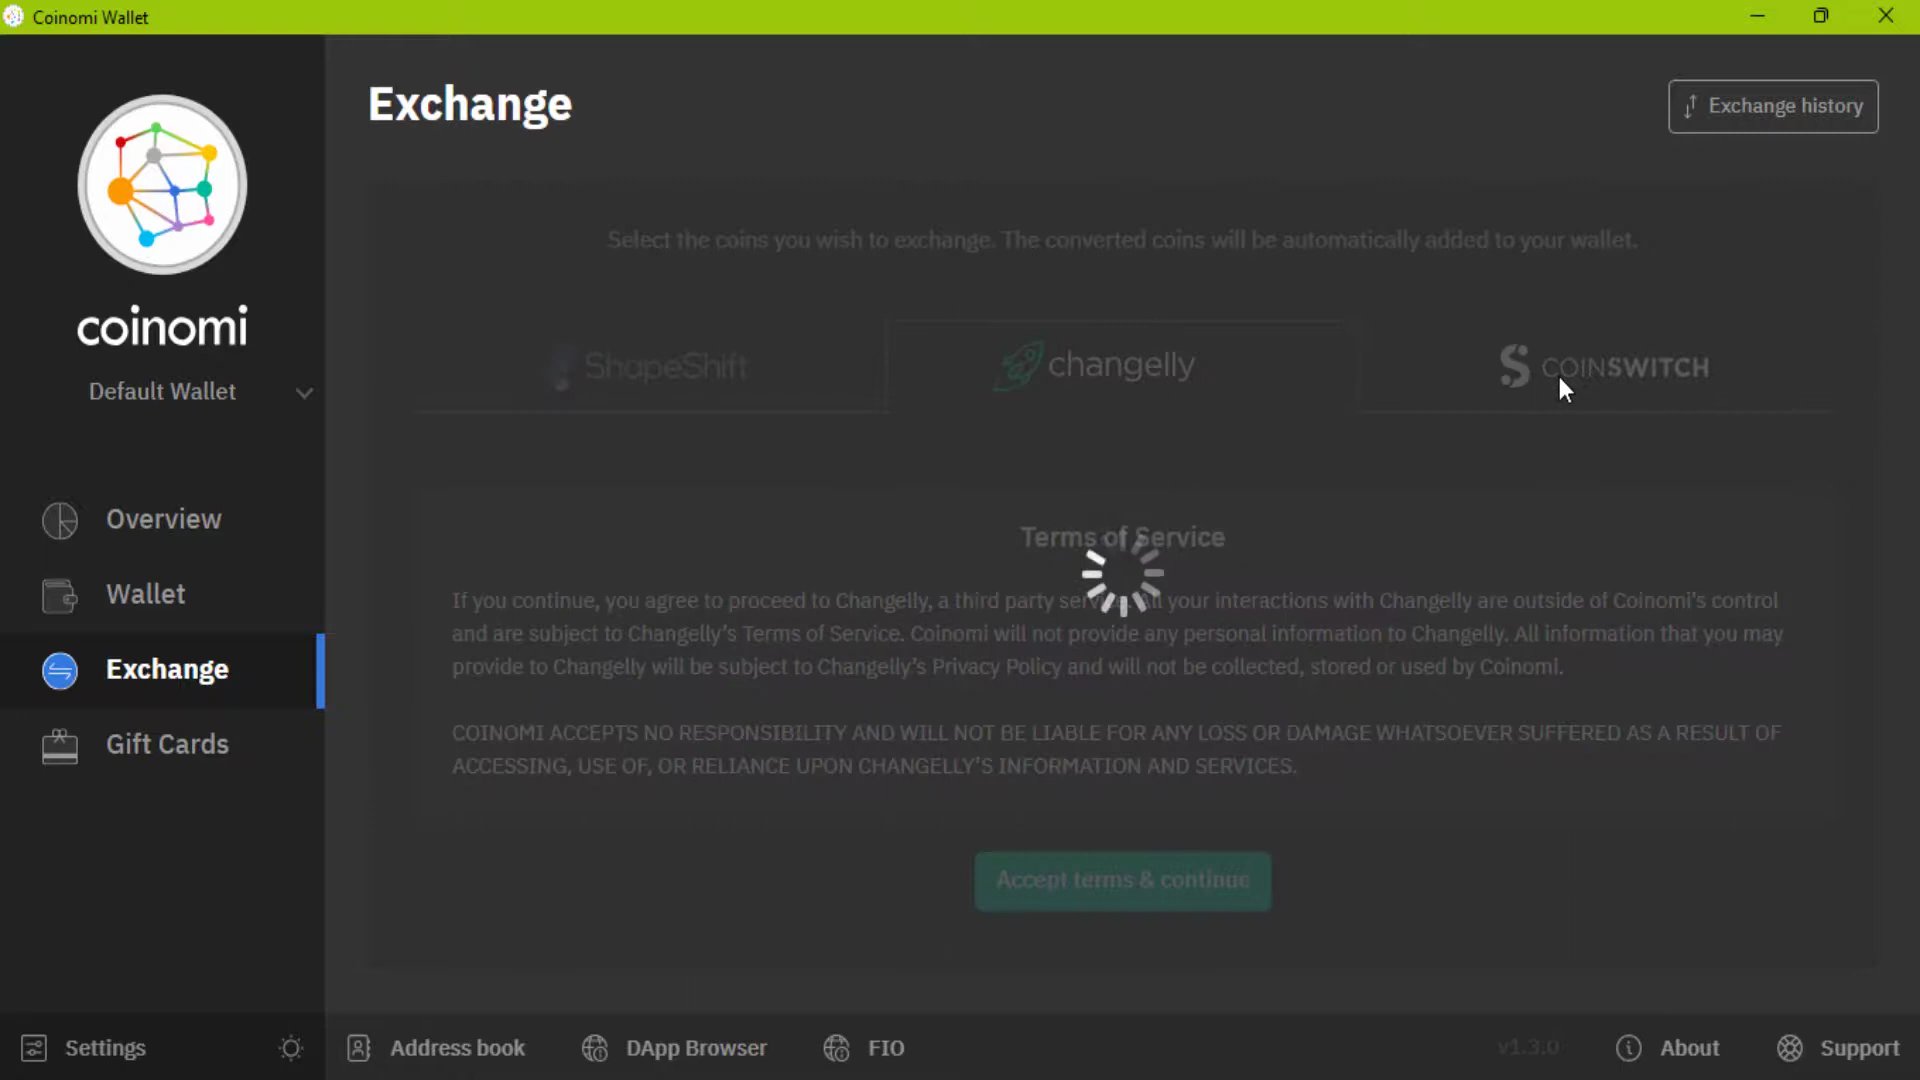 Coinomi Wallet
coinomi
Default Wallet
Overview
Wallet
Exchange
Gift Cards
Settings
Exchange
Exchange history
Select the coins you wish to exchange. The converted coins will be automatically added to your wallet.
ShapeShift
changelly
COINSWITCH
Terms of Service
If you continue, you agree to proceed to Changelly, a third party service. All your interactions with Changelly are outside of Coinomi's control
and are subject to Changelly's Terms of Service. Coinomi will not provide any personal information to Changelly. All information that you may
provide to Changelly will be subject to Changelly's Privacy Policy and will not be collected, stored or used by Coinomi.
COINOMI ACCEPTS NO RESPONSIBILITY AND WILL NOT BE LIABLE FOR ANY LOSS OR DAMAGE WHATSOEVER SUFFERED AS A RESULT OF
ACCESSING, USE OF, OR RELIANCE UPON CHANGELLY'S INFORMATION AND SERVICES.
Accept terms & continue
Address book
DApp Browser
FIO
v1.3.0
About
Support